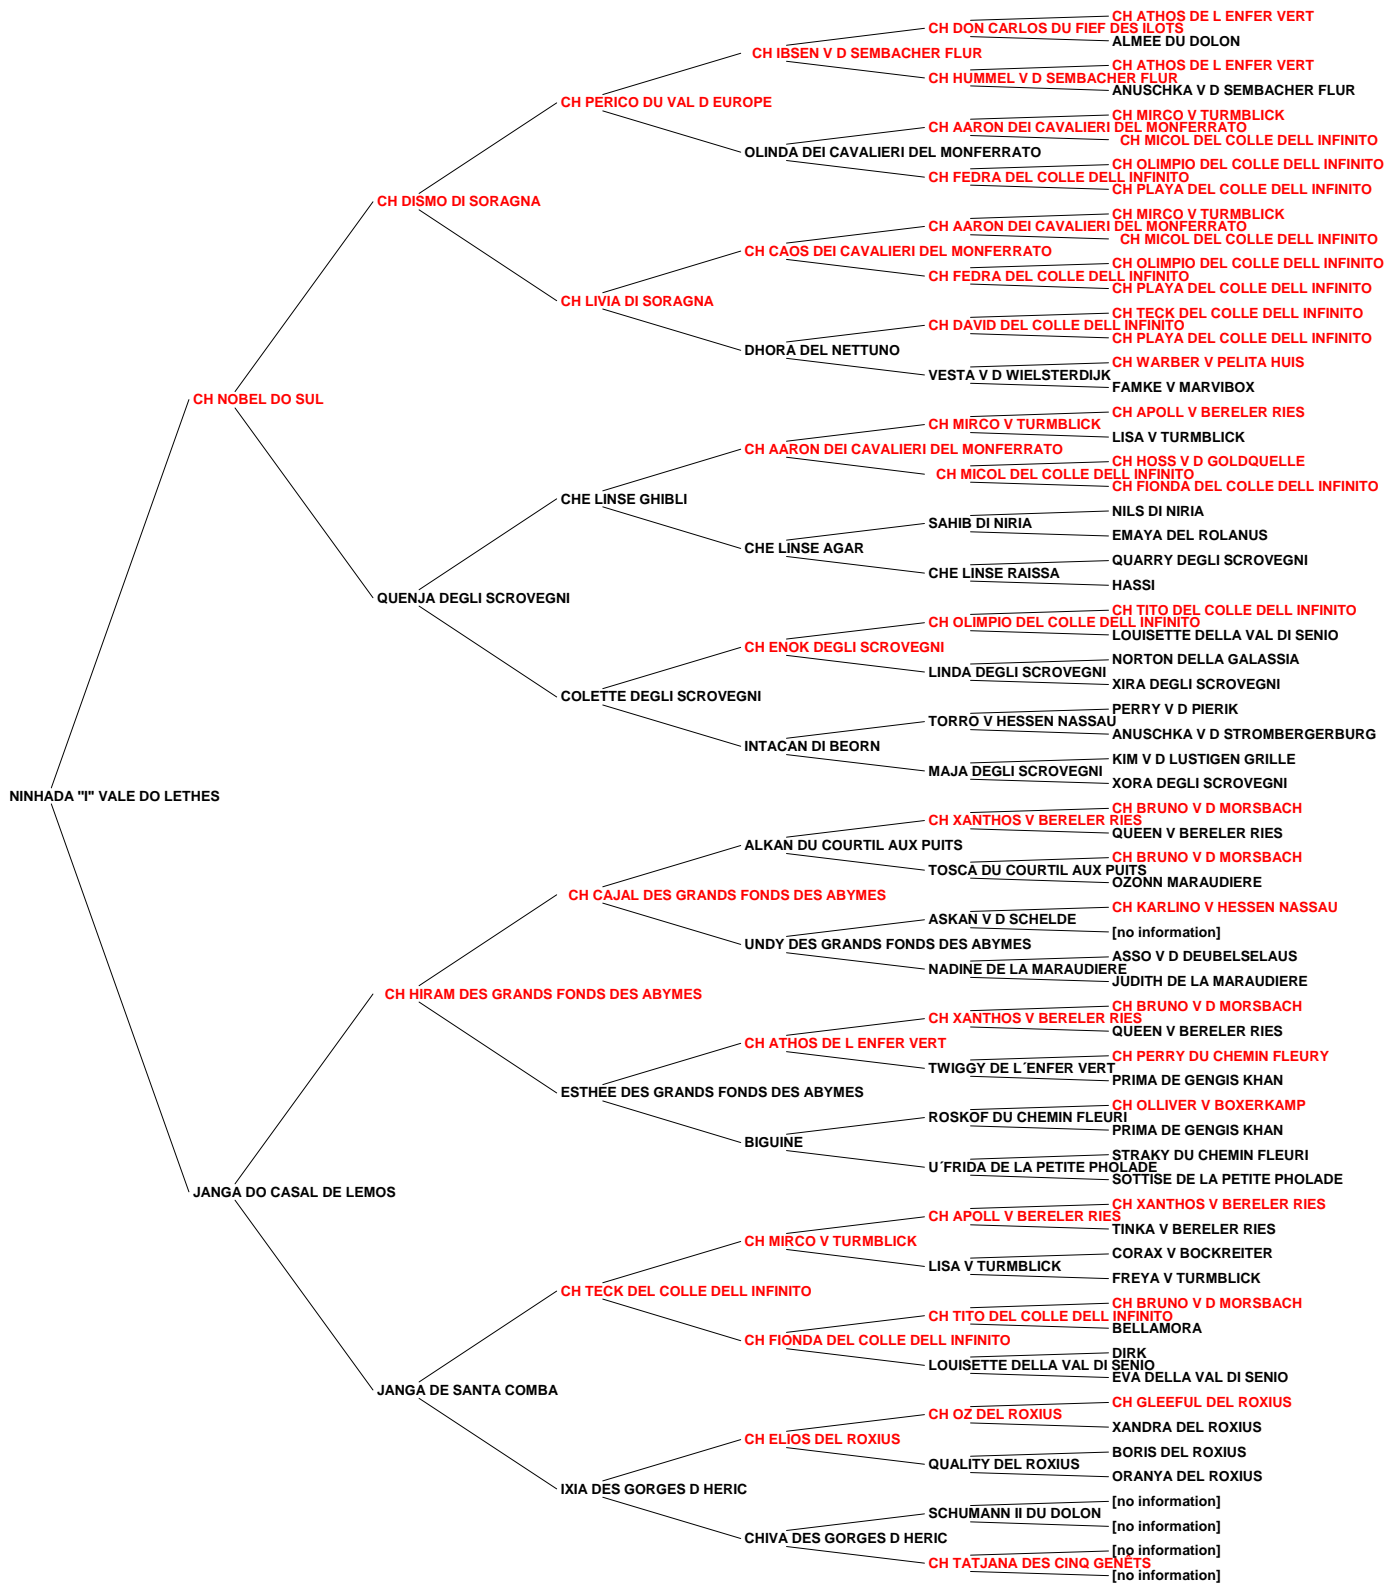 CH ATHOS DE L ENFER VERT
CH DON CARLOS DU FIEF DES ILOTS
ALMEE DU DOLON
CH IBSEN V D SEMBACHER FLUR
CH ATHOS DE L ENFER VERT
CH HUMMEL V D SEMBACHER FLUR
ANUSCHKA V D SEMBACHER FLUR
CH PERICO DU VAL D EUROPE
CH MIRCO V TURMBLICK
CH AARON DEI CAVALIERI DEL MONFERRATO
CH MICOL DEL COLLE DELL INFINITO
OLINDA DEI CAVALIERI DEL MONFERRATO
CH OLIMPIO DEL COLLE DELL INFINITO
CH FEDRA DEL COLLE DELL INFINITO
CH PLAYA DEL COLLE DELL INFINITO
CH DISMO DI SORAGNA
CH MIRCO V TURMBLICK
CH AARON DEI CAVALIERI DEL MONFERRATO
CH MICOL DEL COLLE DELL INFINITO
CH CAOS DEI CAVALIERI DEL MONFERRATO
CH OLIMPIO DEL COLLE DELL INFINITO
CH FEDRA DEL COLLE DELL INFINITO
CH PLAYA DEL COLLE DELL INFINITO
CH LIVIA DI SORAGNA
CH TECK DEL COLLE DELL INFINITO
CH DAVID DEL COLLE DELL INFINITO
CH PLAYA DEL COLLE DELL INFINITO
DHORA DEL NETTUNO
CH WARBER V PELITA HUIS
VESTA V D WIELSTERDIJK
FAMKE V MARVIBOX
CH NOBEL DO SUL
CH APOLL V BERELER RIES
CH MIRCO V TURMBLICK
LISA V TURMBLICK
CH AARON DEI CAVALIERI DEL MONFERRATO
CH HOSS V D GOLDQUELLE
CH MICOL DEL COLLE DELL INFINITO
CH FIONDA DEL COLLE DELL INFINITO
CHE LINSE GHIBLI
NILS DI NIRIA
SAHIB DI NIRIA
EMAYA DEL ROLANUS
CHE LINSE AGAR
QUARRY DEGLI SCROVEGNI
CHE LINSE RAISSA
HASSI
QUENJA DEGLI SCROVEGNI
CH TITO DEL COLLE DELL INFINITO
CH OLIMPIO DEL COLLE DELL INFINITO
LOUISETTE DELLA VAL DI SENIO
CH ENOK DEGLI SCROVEGNI
NORTON DELLA GALASSIA
LINDA DEGLI SCROVEGNI
XIRA DEGLI SCROVEGNI
COLETTE DEGLI SCROVEGNI
PERRY V D PIERIK
TORRO V HESSEN NASSAU
ANUSCHKA V D STROMBERGERBURG
INTACAN DI BEORN
KIM V D LUSTIGEN GRILLE
MAJA DEGLI SCROVEGNI
XORA DEGLI SCROVEGNI
NINHADA "I" VALE DO LETHES
CH BRUNO V D MORSBACH
CH XANTHOS V BERELER RIES
QUEEN V BERELER RIES
ALKAN DU COURTIL AUX PUITS
CH BRUNO V D MORSBACH
TOSCA DU COURTIL AUX PUITS
OZONN MARAUDIERE
CH CAJAL DES GRANDS FONDS DES ABYMES
CH KARLINO V HESSEN NASSAU
ASKAN V D SCHELDE
[no information]
UNDY DES GRANDS FONDS DES ABYMES
ASSO V D DEUBELSELAUS
NADINE DE LA MARAUDIERE
JUDITH DE LA MARAUDIERE
CH HIRAM DES GRANDS FONDS DES ABYMES
CH BRUNO V D MORSBACH
CH XANTHOS V BERELER RIES
QUEEN V BERELER RIES
CH ATHOS DE L ENFER VERT
CH PERRY DU CHEMIN FLEURY
TWIGGY DE L´ENFER VERT
PRIMA DE GENGIS KHAN
ESTHEE DES GRANDS FONDS DES ABYMES
CH OLLIVER V BOXERKAMP
ROSKOF DU CHEMIN FLEURI
PRIMA DE GENGIS KHAN
BIGUINE
STRAKY DU CHEMIN FLEURI
U´FRIDA DE LA PETITE PHOLADE
SOTTISE DE LA PETITE PHOLADE
JANGA DO CASAL DE LEMOS
CH XANTHOS V BERELER RIES
CH APOLL V BERELER RIES
TINKA V BERELER RIES
CH MIRCO V TURMBLICK
CORAX V BOCKREITER
LISA V TURMBLICK
FREYA V TURMBLICK
CH TECK DEL COLLE DELL INFINITO
CH BRUNO V D MORSBACH
CH TITO DEL COLLE DELL INFINITO
BELLAMORA
CH FIONDA DEL COLLE DELL INFINITO
DIRK
LOUISETTE DELLA VAL DI SENIO
EVA DELLA VAL DI SENIO
JANGA DE SANTA COMBA
CH GLEEFUL DEL ROXIUS
CH OZ DEL ROXIUS
XANDRA DEL ROXIUS
CH ELIOS DEL ROXIUS
BORIS DEL ROXIUS
QUALITY DEL ROXIUS
ORANYA DEL ROXIUS
IXIA DES GORGES D HERIC
[no information]
SCHUMANN II DU DOLON
[no information]
CHIVA DES GORGES D HERIC
[no information]
CH TATJANA DES CINQ GENÊTS
[no information]